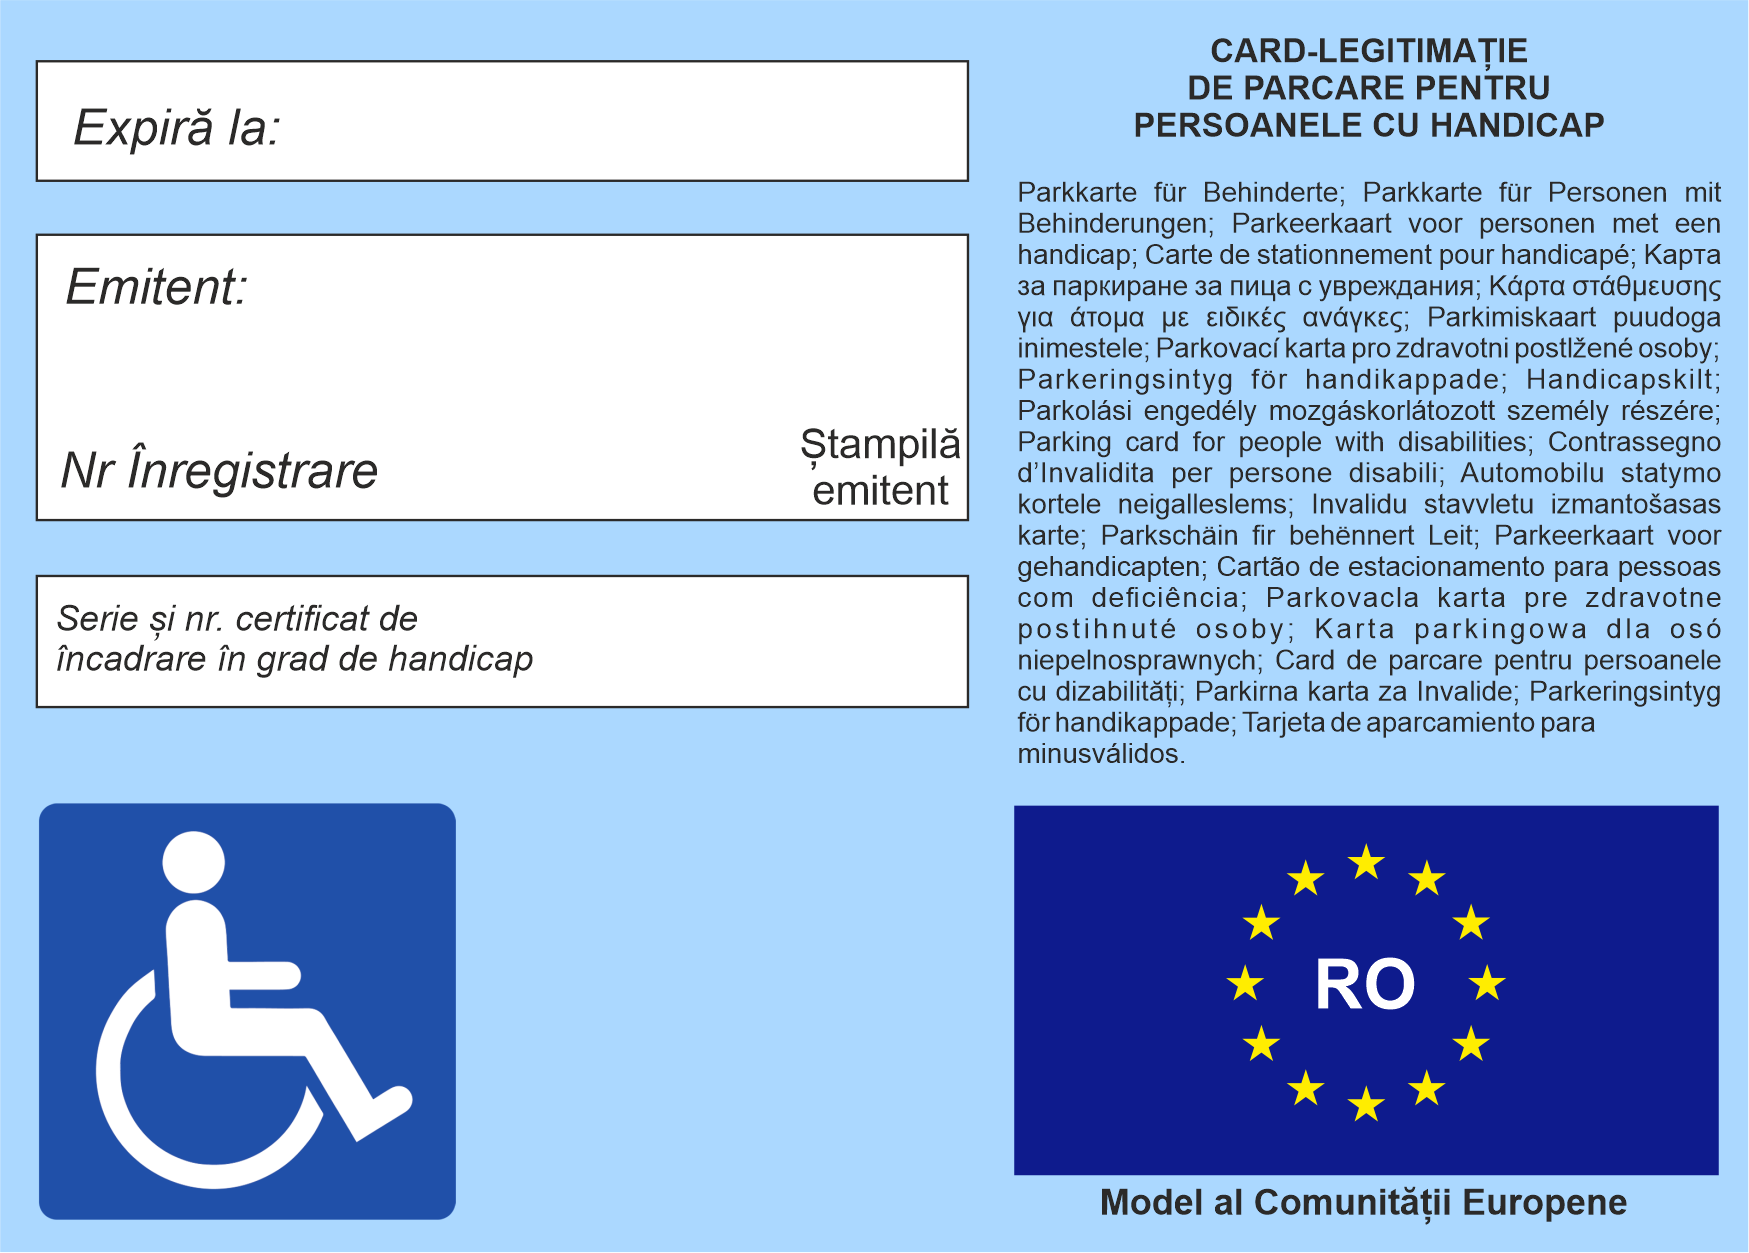 Expiră la:
Emitent:
Nr Înregistrare
Ștampilă
emitent
Serie și nr. certificat de
încadrare în grad de handicap
CARD-LEGITIMAȚIE
DE PARCARE PENTRU
PERSOANELE CU HANDICAP
Parkkarte für Behinderte; Parkkarte für Personen mit
Behinderungen; Parkeerkaart voor personen met een
handicap; Carte de stationnement pour handicapé; Карта
за паркиране за пица с увреждания; Κάρτα στάθμευσης
για άτομα με ειδικές ανάγκες; Parkimiskaart puudoga
inimestele; Parkovací karta pro zdravotni postlžené osoby;
Parkeringsintyg för handikappade; Handicapskilt;
Parkolási engedély mozgáskorlátozott személy részére;
Parking card for people with disabilities; Contrassegno
d’Invalidita per persone disabili; Automobilu statymo
kortele neigalleslems; Invalidu stavvletu izmantošasas
karte; Parkschäin fir behënnert Leit; Parkeerkaart voor
gehandicapten; Cartão de estacionamento para pessoas
com deficiência; Parkovacla karta pre zdravotne
postihnuté osoby; Karta parkingowa dla osó
niepelnosprawnych; Card de parcare pentru persoanele
cu dizabilități; Parkirna karta za Invalide; Parkeringsintyg
för handikappade; Tarjeta de aparcamiento para
minusválidos.
RO
Model al Comunității Europene